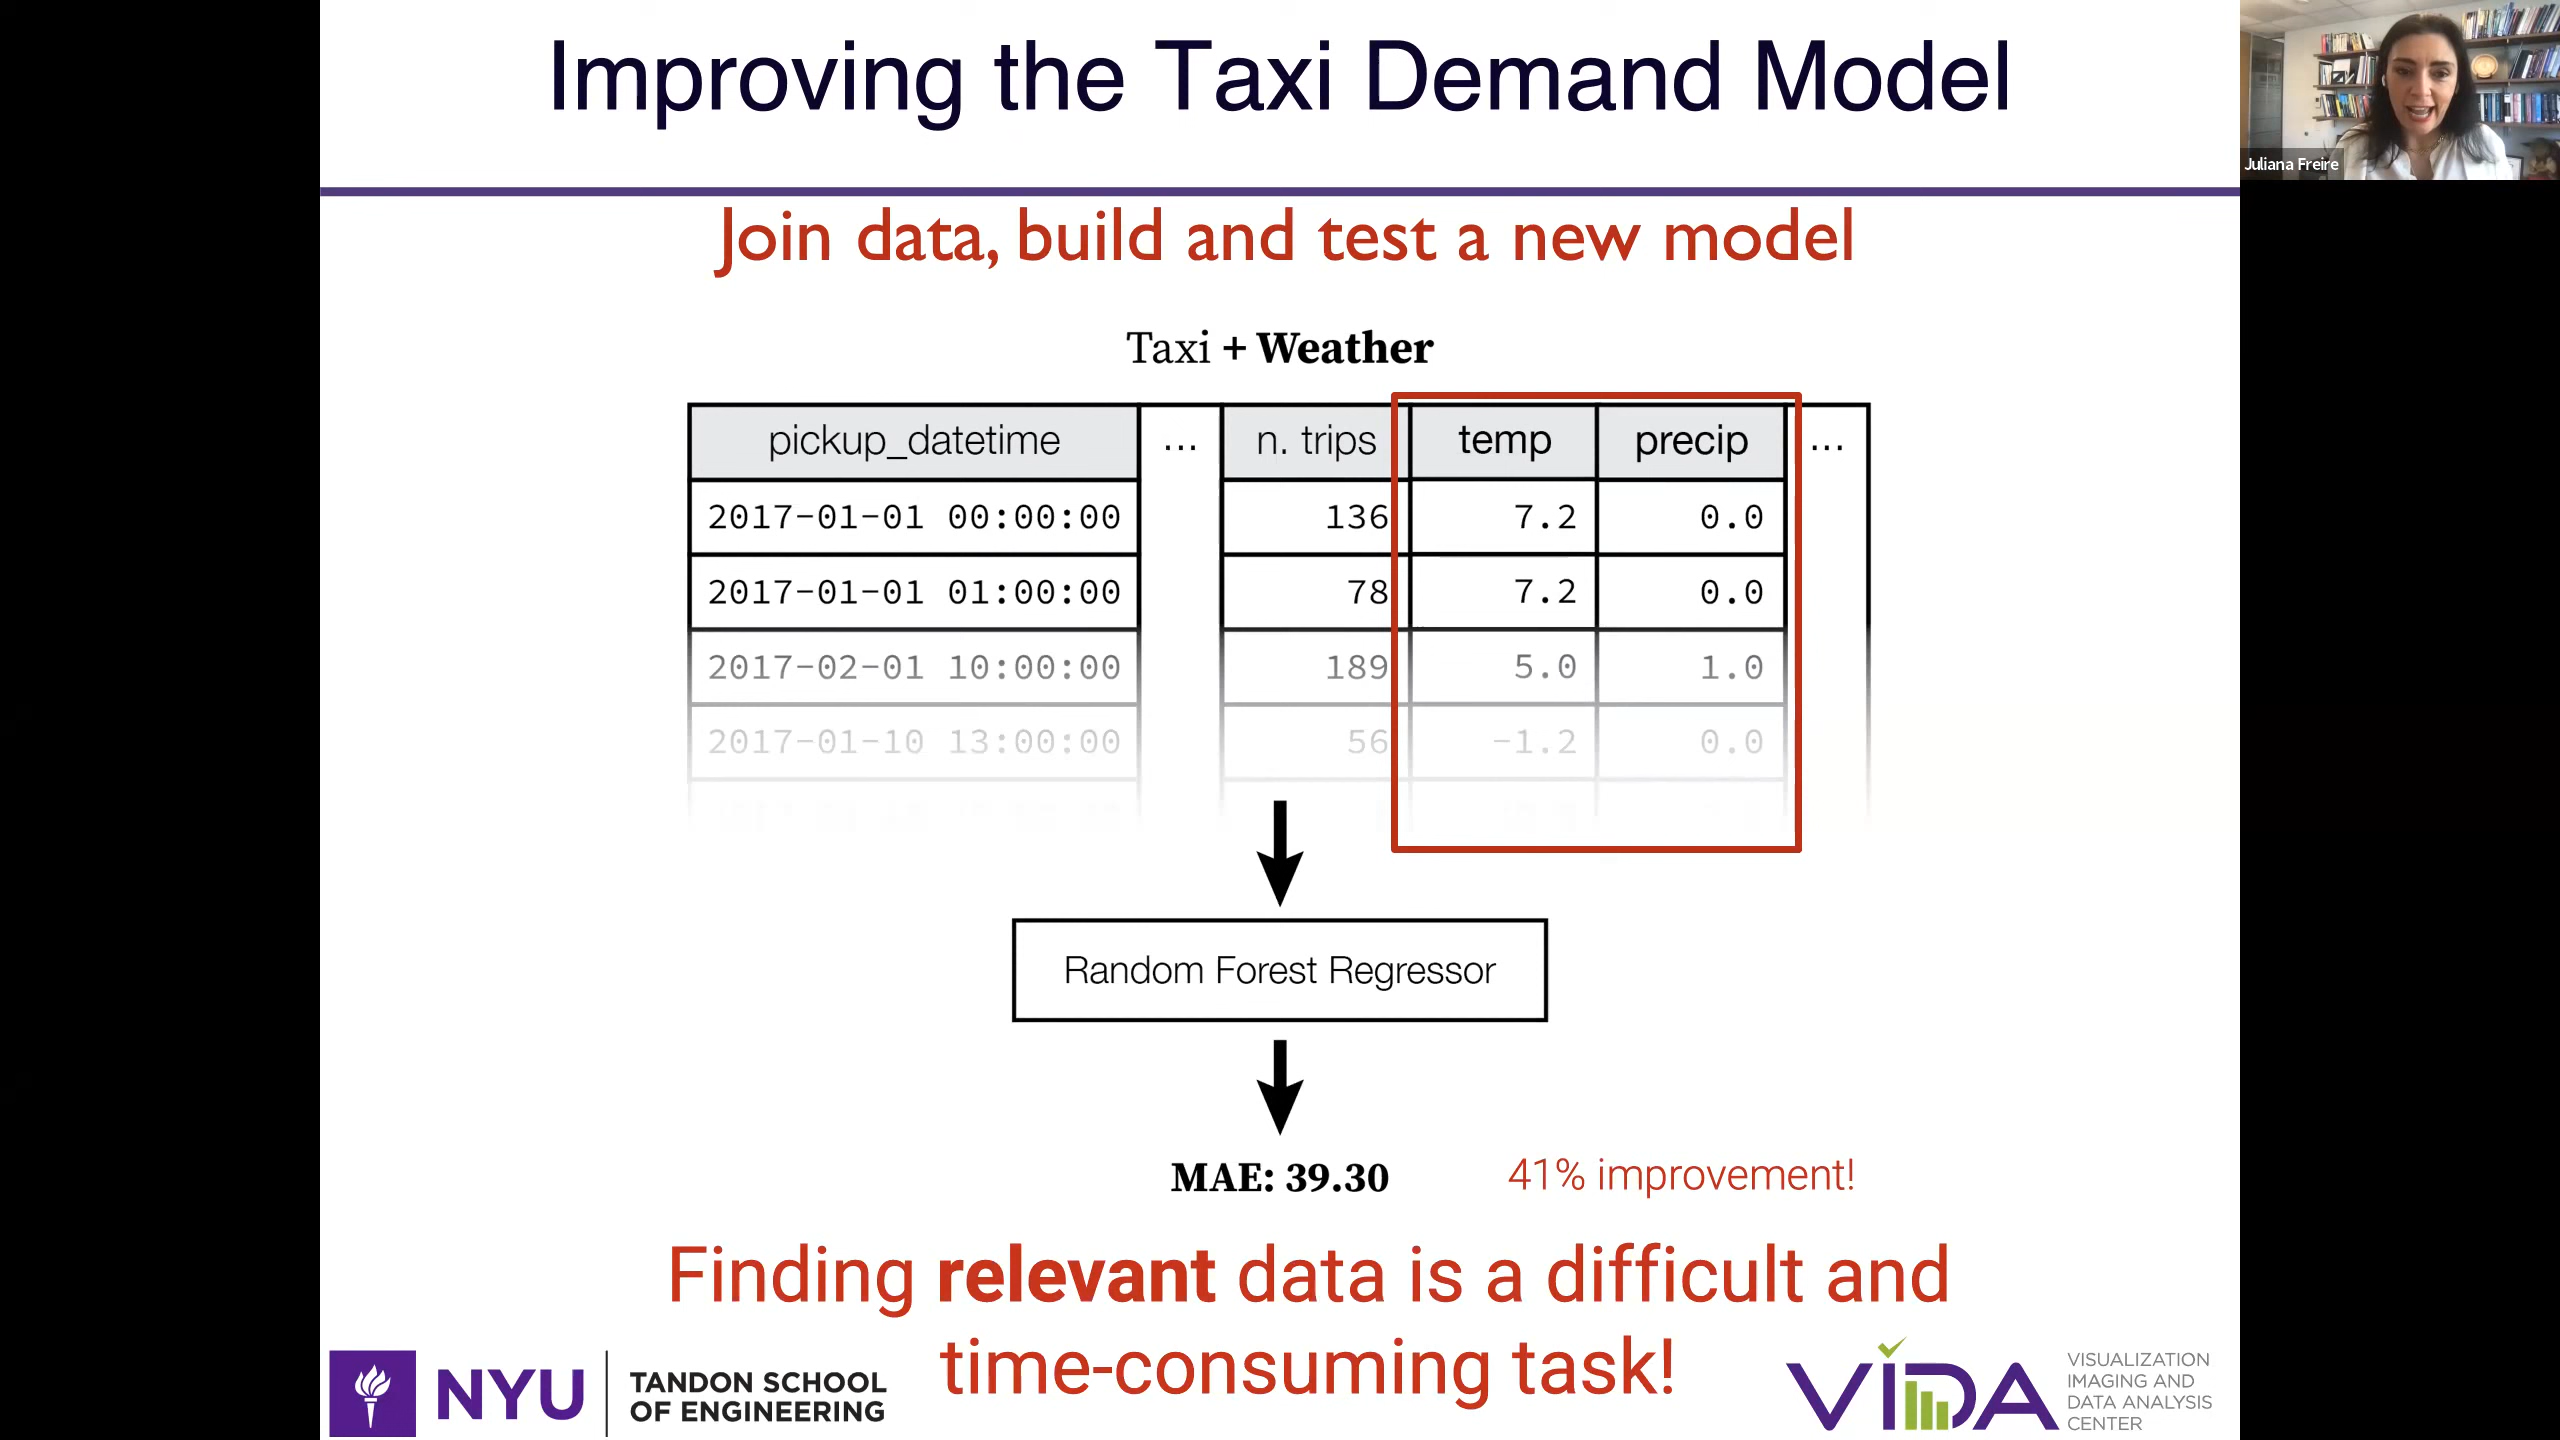 Improving the Taxi Demand Model
Juliana Freire
Join data, build and test a new model
Taxi + Weather
pickup_datetime ... n. trips temp precip ...
2017-01-01 00:00:00 136 7.2 0.0
2017-01-01 01:00:00 78 7.2 0.0
2017-02-01 10:00:00 189 5.0 1.0
2017-01-10 13:00:00 56 -1.2 0.0
Random Forest Regressor
MAE: 39.30 41% improvement!
Finding relevant data is a difficult and
time-consuming task!
NYU
TANDON SCHOOL
OF ENGINEERING
VIDA
VISUALIZATION
IMAGING AND
DATA ANALYSIS
CENTER